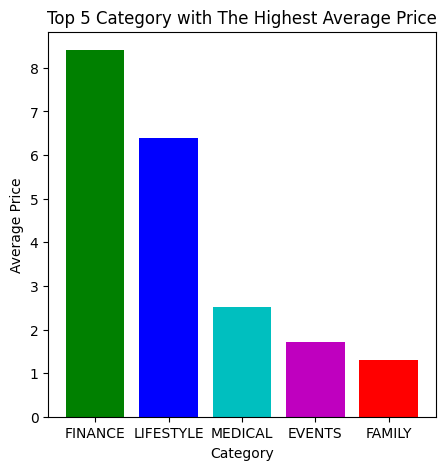 Top 5 Category with The Highest Average Price
8
7
6
5
4
3
2
1
0
Average Price
FINANCE LIFESTYLE MEDICAL EVENTS FAMILY
Category